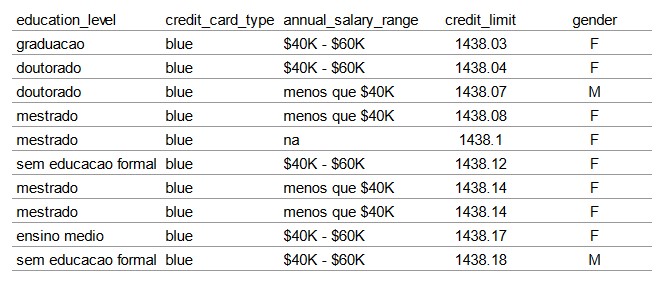 education_level credit_card_type annual_salary_range credit_limit gender
graduacao blue $40K - $60K 1438.03 F
doutorado blue $40K - $60K 1438.04 F
doutorado blue menos que $40K 1438.07 M
mestrado blue menos que $40K 1438.08 F
mestrado blue na 1438.1 F
sem educacao formal blue $40K - $60K 1438.12 F
mestrado blue menos que $40K 1438.14 F
mestrado blue menos que $40K 1438.14 F
ensino medio blue $40K - $60K 1438.17 F
sem educacao formal blue $40K - $60K 1438.18 M